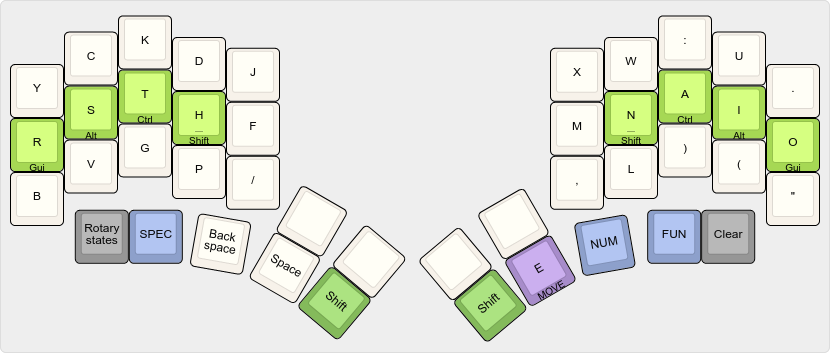 K
:
C
D
W
U
J
X
Y
.
T
Ctrl
A
Ctrl
S
Alt
H
_
Shift
N
_
Shift
I
Alt
F
M
R
Gui
O
Gui
G
)
V
P
L
(
/
,
B
"
Rotary
states
SPEC
Back
space
Space
Shift
Shift
E
MOVE
NUM
FUN
Clear